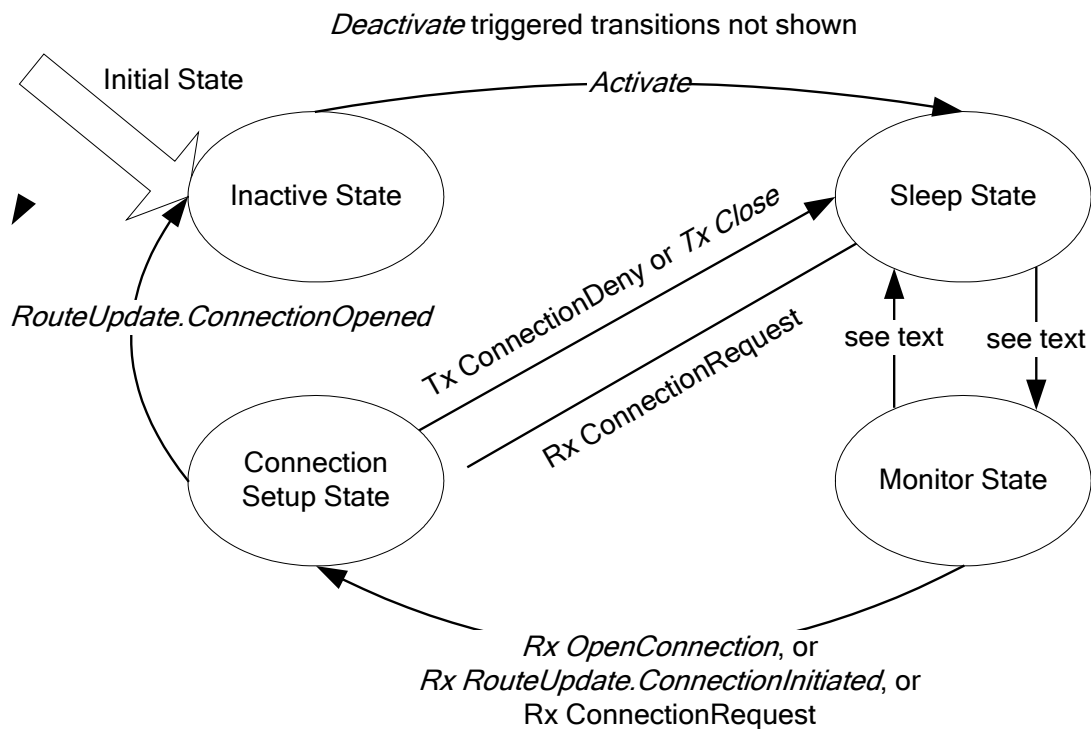 Deactivate triggered transitions not shown
Initial State
Activate
Inactive State
Sleep State
Tx ConnectionDeny or Tx Close
RouteUpdate.ConnectionOpened
see text
see text
Rx ConnectionRequest
Connection
Setup State
Monitor State
Rx OpenConnection, or
Rx RouteUpdate.ConnectionInitiated, or
Rx ConnectionRequest